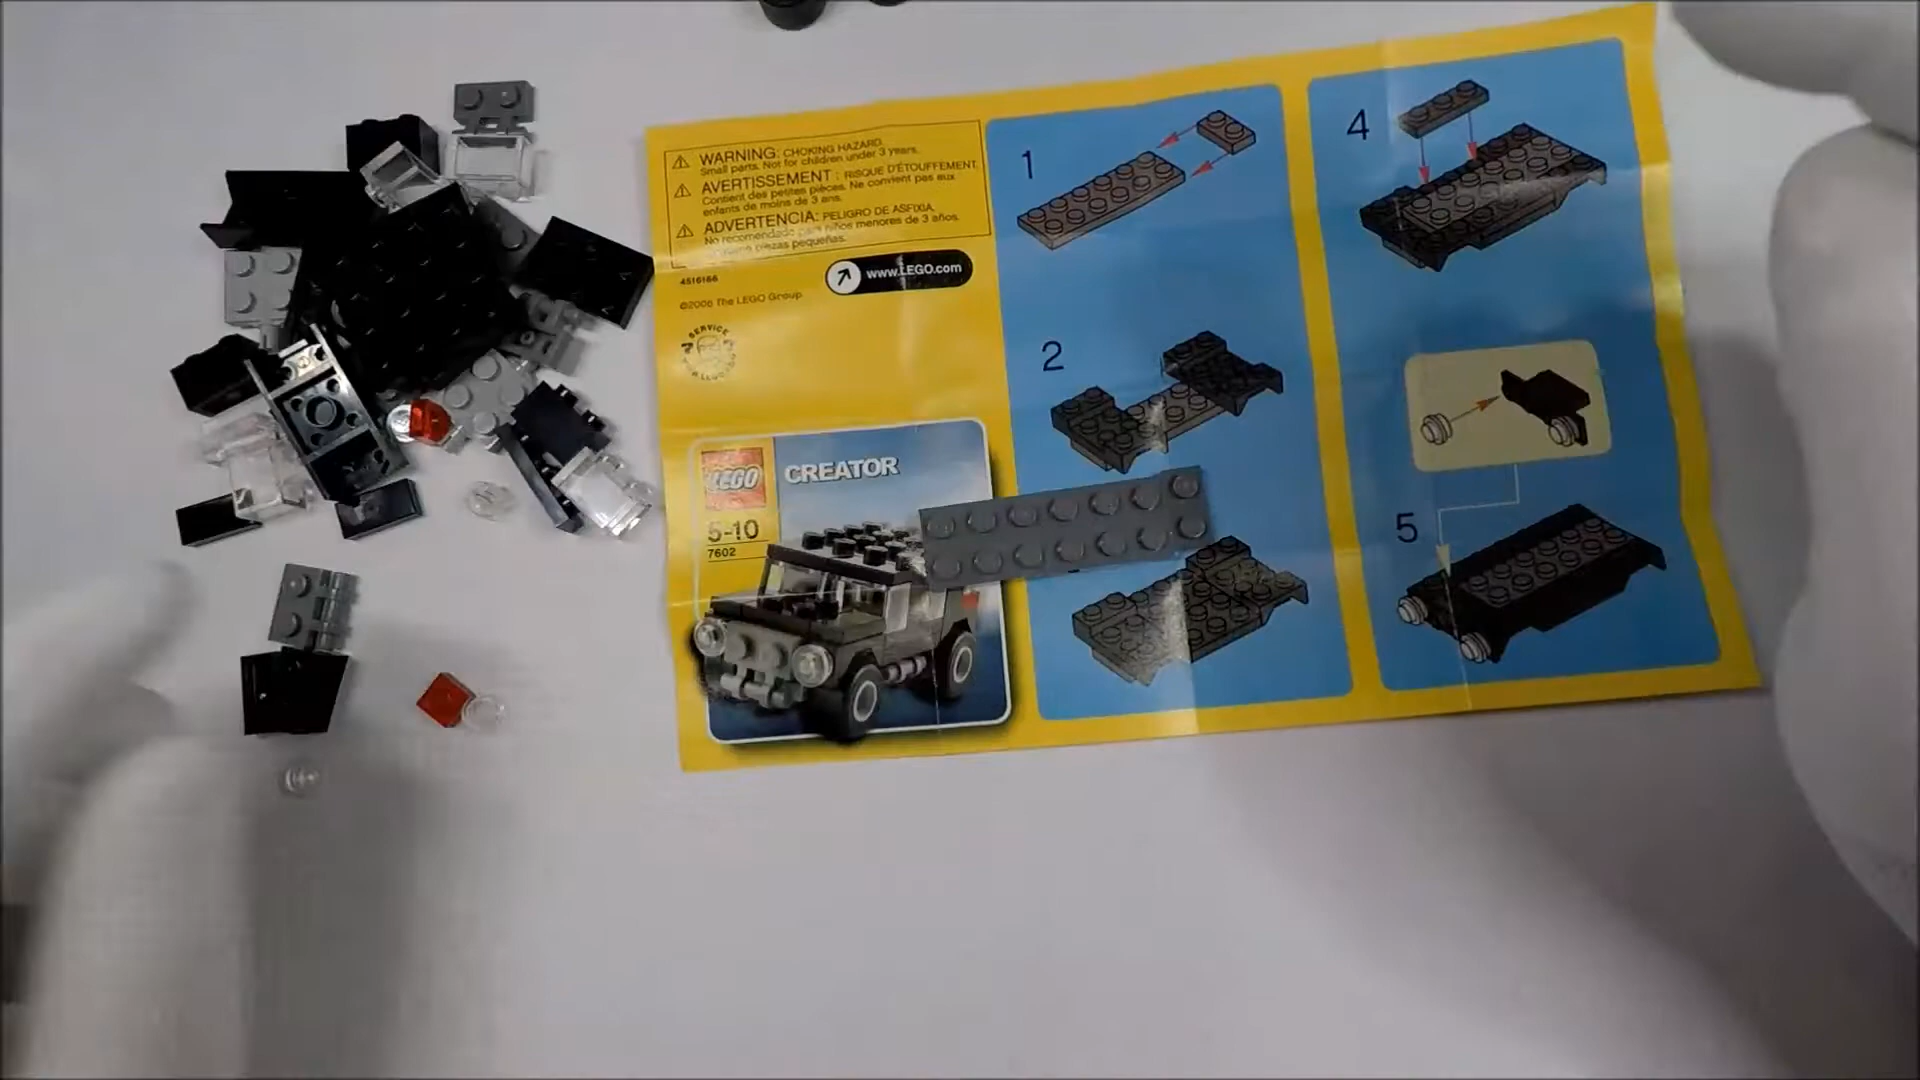 WARNING: CHOKING HAZARD.
Small parts. Not for children under 3 years.
AVERTISSEMENT : RISQUE D'ÉTOUFFEMENT.
Contient des petites pièces. Ne convient pas aux
enfants de moins de 3 ans.
ADVERTENCIA: PELIGRO DE ASFIXIA.
No recomendado para niños menores de 3 años.
piezas pequeñas.
4516166
©2006 The LEGO Group
www.LEGO.com
SERVICE
LEGO
CREATOR
5-10
7602
1
2
4
5